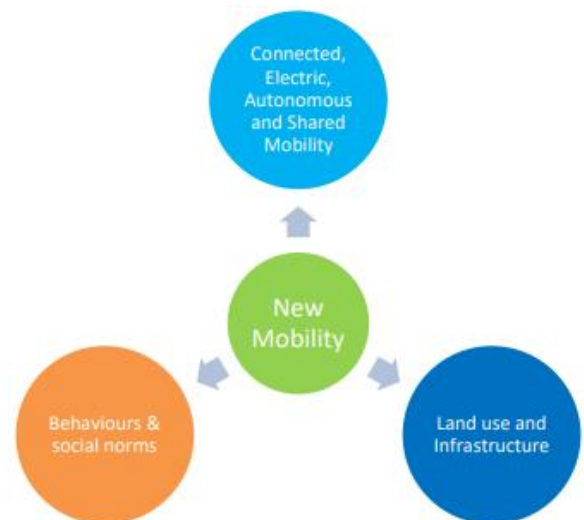 Connected,
Electric,
Autonomous
and Shared
Mobility
New
Mobility
Behaviours &
social norms
Land use and
Infrastructure